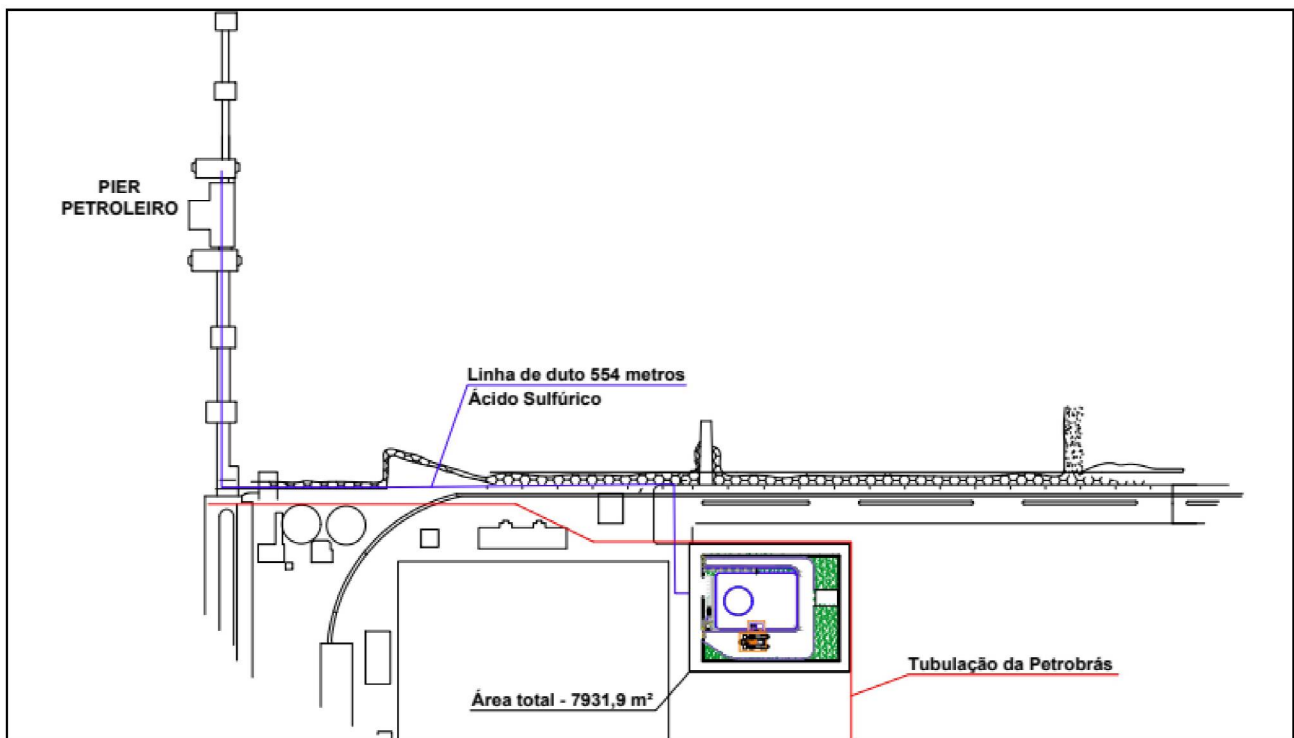 PIER
PETROLEIRO
Linha de duto 554 metros
Ácido Sulfúrico
Tubulação da Petrobrás
Área total - 7931,9 m²